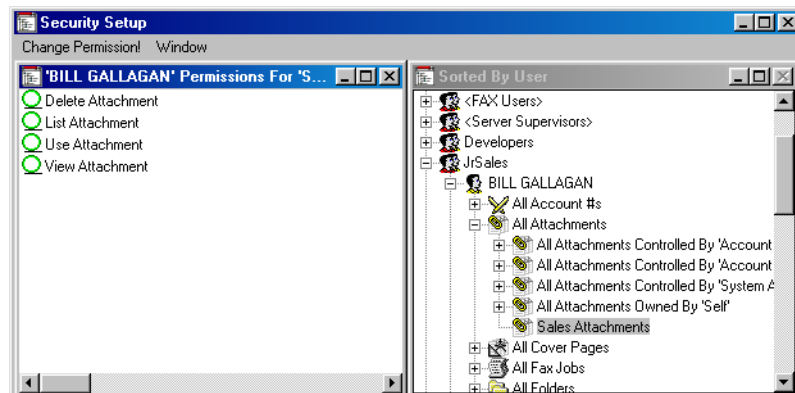 Security Setup
Change Permission! Window
'BILL GALLAGAN' Permissions For 'S...
Delete Attachment
List Attachment
Use Attachment
View Attachment
Sorted By User
<FAX Users>
<Server Supervisors>
Developers
JrSales
BILL GALLAGAN
All Account #s
All Attachments
All Attachments Controlled By 'Account
All Attachments Controlled By 'Account
All Attachments Controlled By 'System A
All Attachments Owned By 'Self'
Sales Attachments
All Cover Pages
All Fax Jobs
All Folders